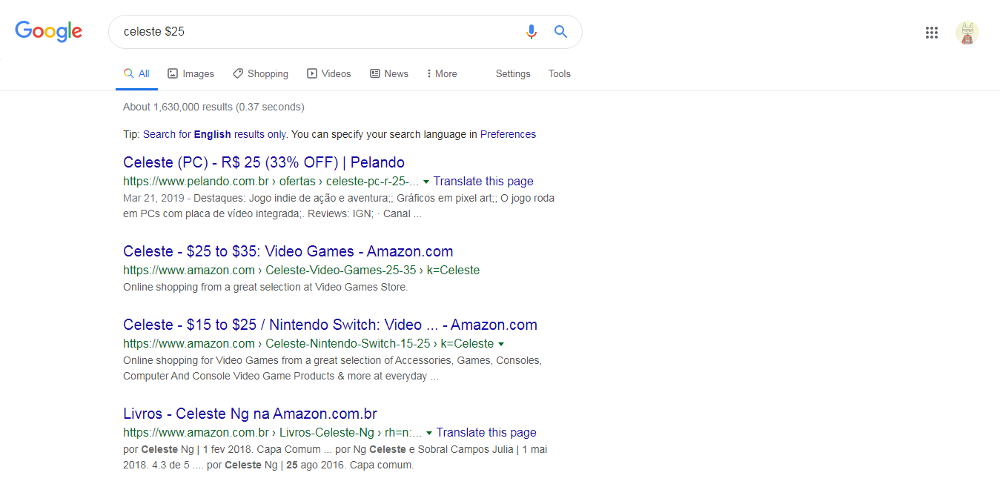 Google
celeste $25
All Images Shopping Videos News More Settings Tools
About 1,630,000 results (0.37 seconds)
Tip: Search for English results only. You can specify your search language in Preferences
Celeste (PC) - R$ 25 (33% OFF) | Pelando
https://www.pelando.com.br › ofertas › celeste-pc-r-25-... Translate this page
Mar 21, 2019 - Destaques: Jogo indie de ação e aventura;; Gráficos em pixel art;; O jogo roda
em PCs com placa de vídeo integrada;. Reviews: IGN; · Canal ...
Celeste - $25 to $35: Video Games - Amazon.com
https://www.amazon.com › Celeste-Video-Games-25-35 › k=Celeste
Online shopping from a great selection at Video Games Store.
Celeste - $15 to $25 / Nintendo Switch: Video ... - Amazon.com
https://www.amazon.com › Celeste-Nintendo-Switch-15-25 › k=Celeste
Online shopping for Video Games from a great selection of Accessories, Games, Consoles,
Computer And Console Video Game Products & more at everyday ...
Livros - Celeste Ng na Amazon.com.br
https://www.amazon.com.br › Livros-Celeste-Ng › rh=n:... Translate this page
por Celeste Ng | 1 fev 2018. Capa Comum ... por Ng Celeste e Sobral Campos Julia | 1 mai
2018. 4.3 de 5 .... por Celeste Ng | 25 ago 2016. Capa comum.